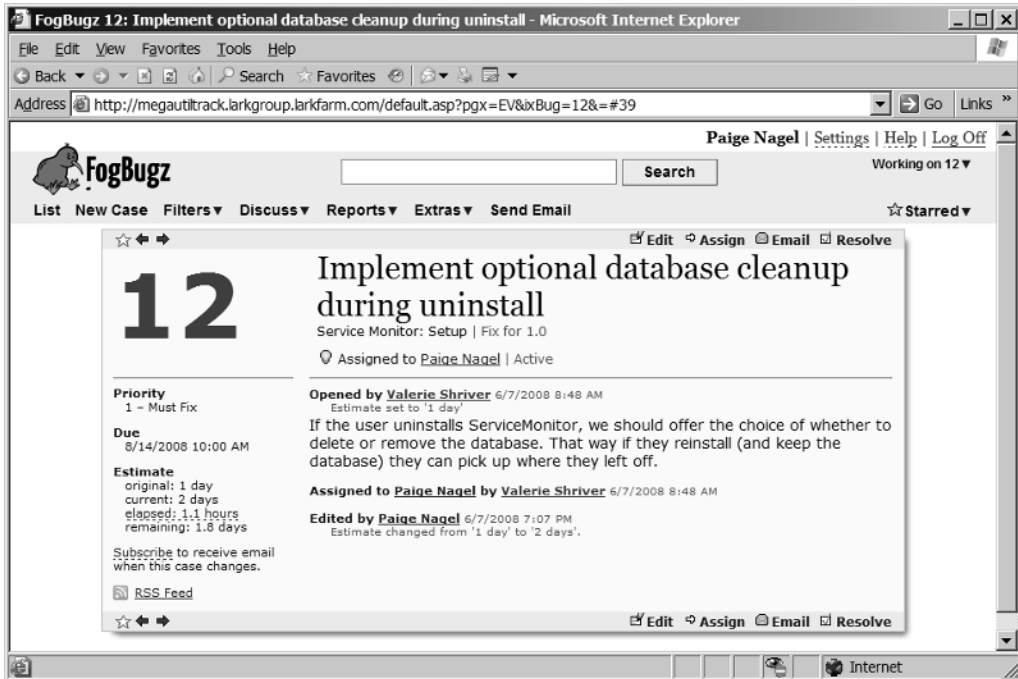 FogBugz 12: Implement optional database cleanup during uninstall - Microsoft Internet Explorer
File Edit View Favorites Tools Help
Back Search Favorites
Address http://megautiltrack.larkgroup.larkfarm.com/default.asp?pgx=EV&ixBug=12&=#39 Go Links »
Paige Nagel | Settings | Help | Log Off
FogBugz Search Working on 12▼
List New Case Filters▼ Discuss▼ Reports▼ Extras▼ Send Email ☆Starred▼
Edit Assign Email Resolve
12
Implement optional database cleanup
during uninstall
Service Monitor: Setup | Fix for 1.0
Assigned to Paige Nagel | Active
Priority
1 – Must Fix
Due
8/14/2008 10:00 AM
Estimate
original: 1 day
current: 2 days
elapsed: 1.1 hours
remaining: 1.8 days
Subscribe to receive email
when this case changes.
RSS Feed
Opened by Valerie Shriver 6/7/2008 8:48 AM
Estimate set to '1 day'
If the user uninstalls ServiceMonitor, we should offer the choice of whether to
delete or remove the database. That way if they reinstall (and keep the
database) they can pick up where they left off.
Assigned to Paige Nagel by Valerie Shriver 6/7/2008 8:48 AM
Edited by Paige Nagel 6/7/2008 7:07 PM
Estimate changed from '1 day' to '2 days'.
Edit Assign Email Resolve
Internet